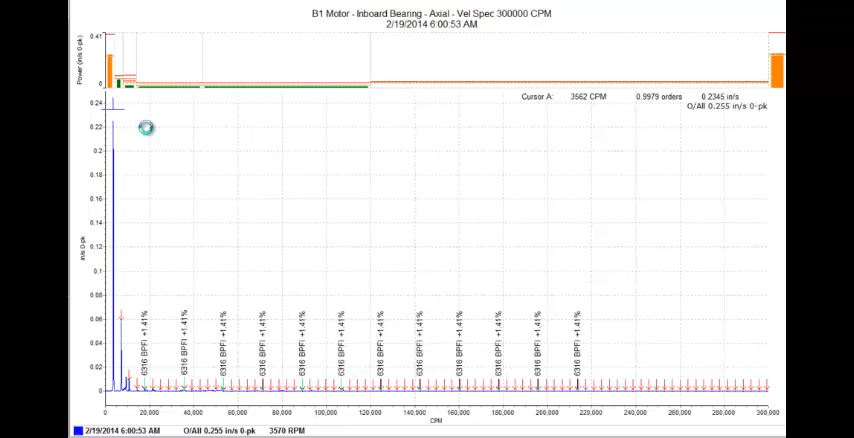 B1 Motor - Inboard Bearing - Axial - Vel Spec 300000 CPM
2/19/2014 6:00:53 AM
0.41
Power (in/s 0-pk)
0
Cursor A: 3562 CPM 0.9979 orders 0.2345 in/s
O/All 0.255 in/s 0-pk
0.24
0.22
0.2
0.18
0.16
0.14
0.12
0.1
0.08
0.06
0.04
0.02
0
in/s 0-pk
6316 BPFI +1.41%
6316 BPFI +1.41%
6316 BPFI +1.41%
6316 BPFI +1.41%
6316 BPFI +1.41%
6316 BPFI +1.41%
6316 BPFI +1.41%
6316 BPFI +1.41%
6316 BPFI +1.41%
6316 BPFI +1.41%
6316 BPFI +1.41%
6316 BPFI +1.41%
0 20,000 40,000 60,000 80,000 100,000 120,000 140,000 160,000 180,000 200,000 220,000 240,000 260,000 280,000 300,000
CPM
2/19/2014 6:00:53 AM O/All 0.255 in/s 0-pk 3570 RPM